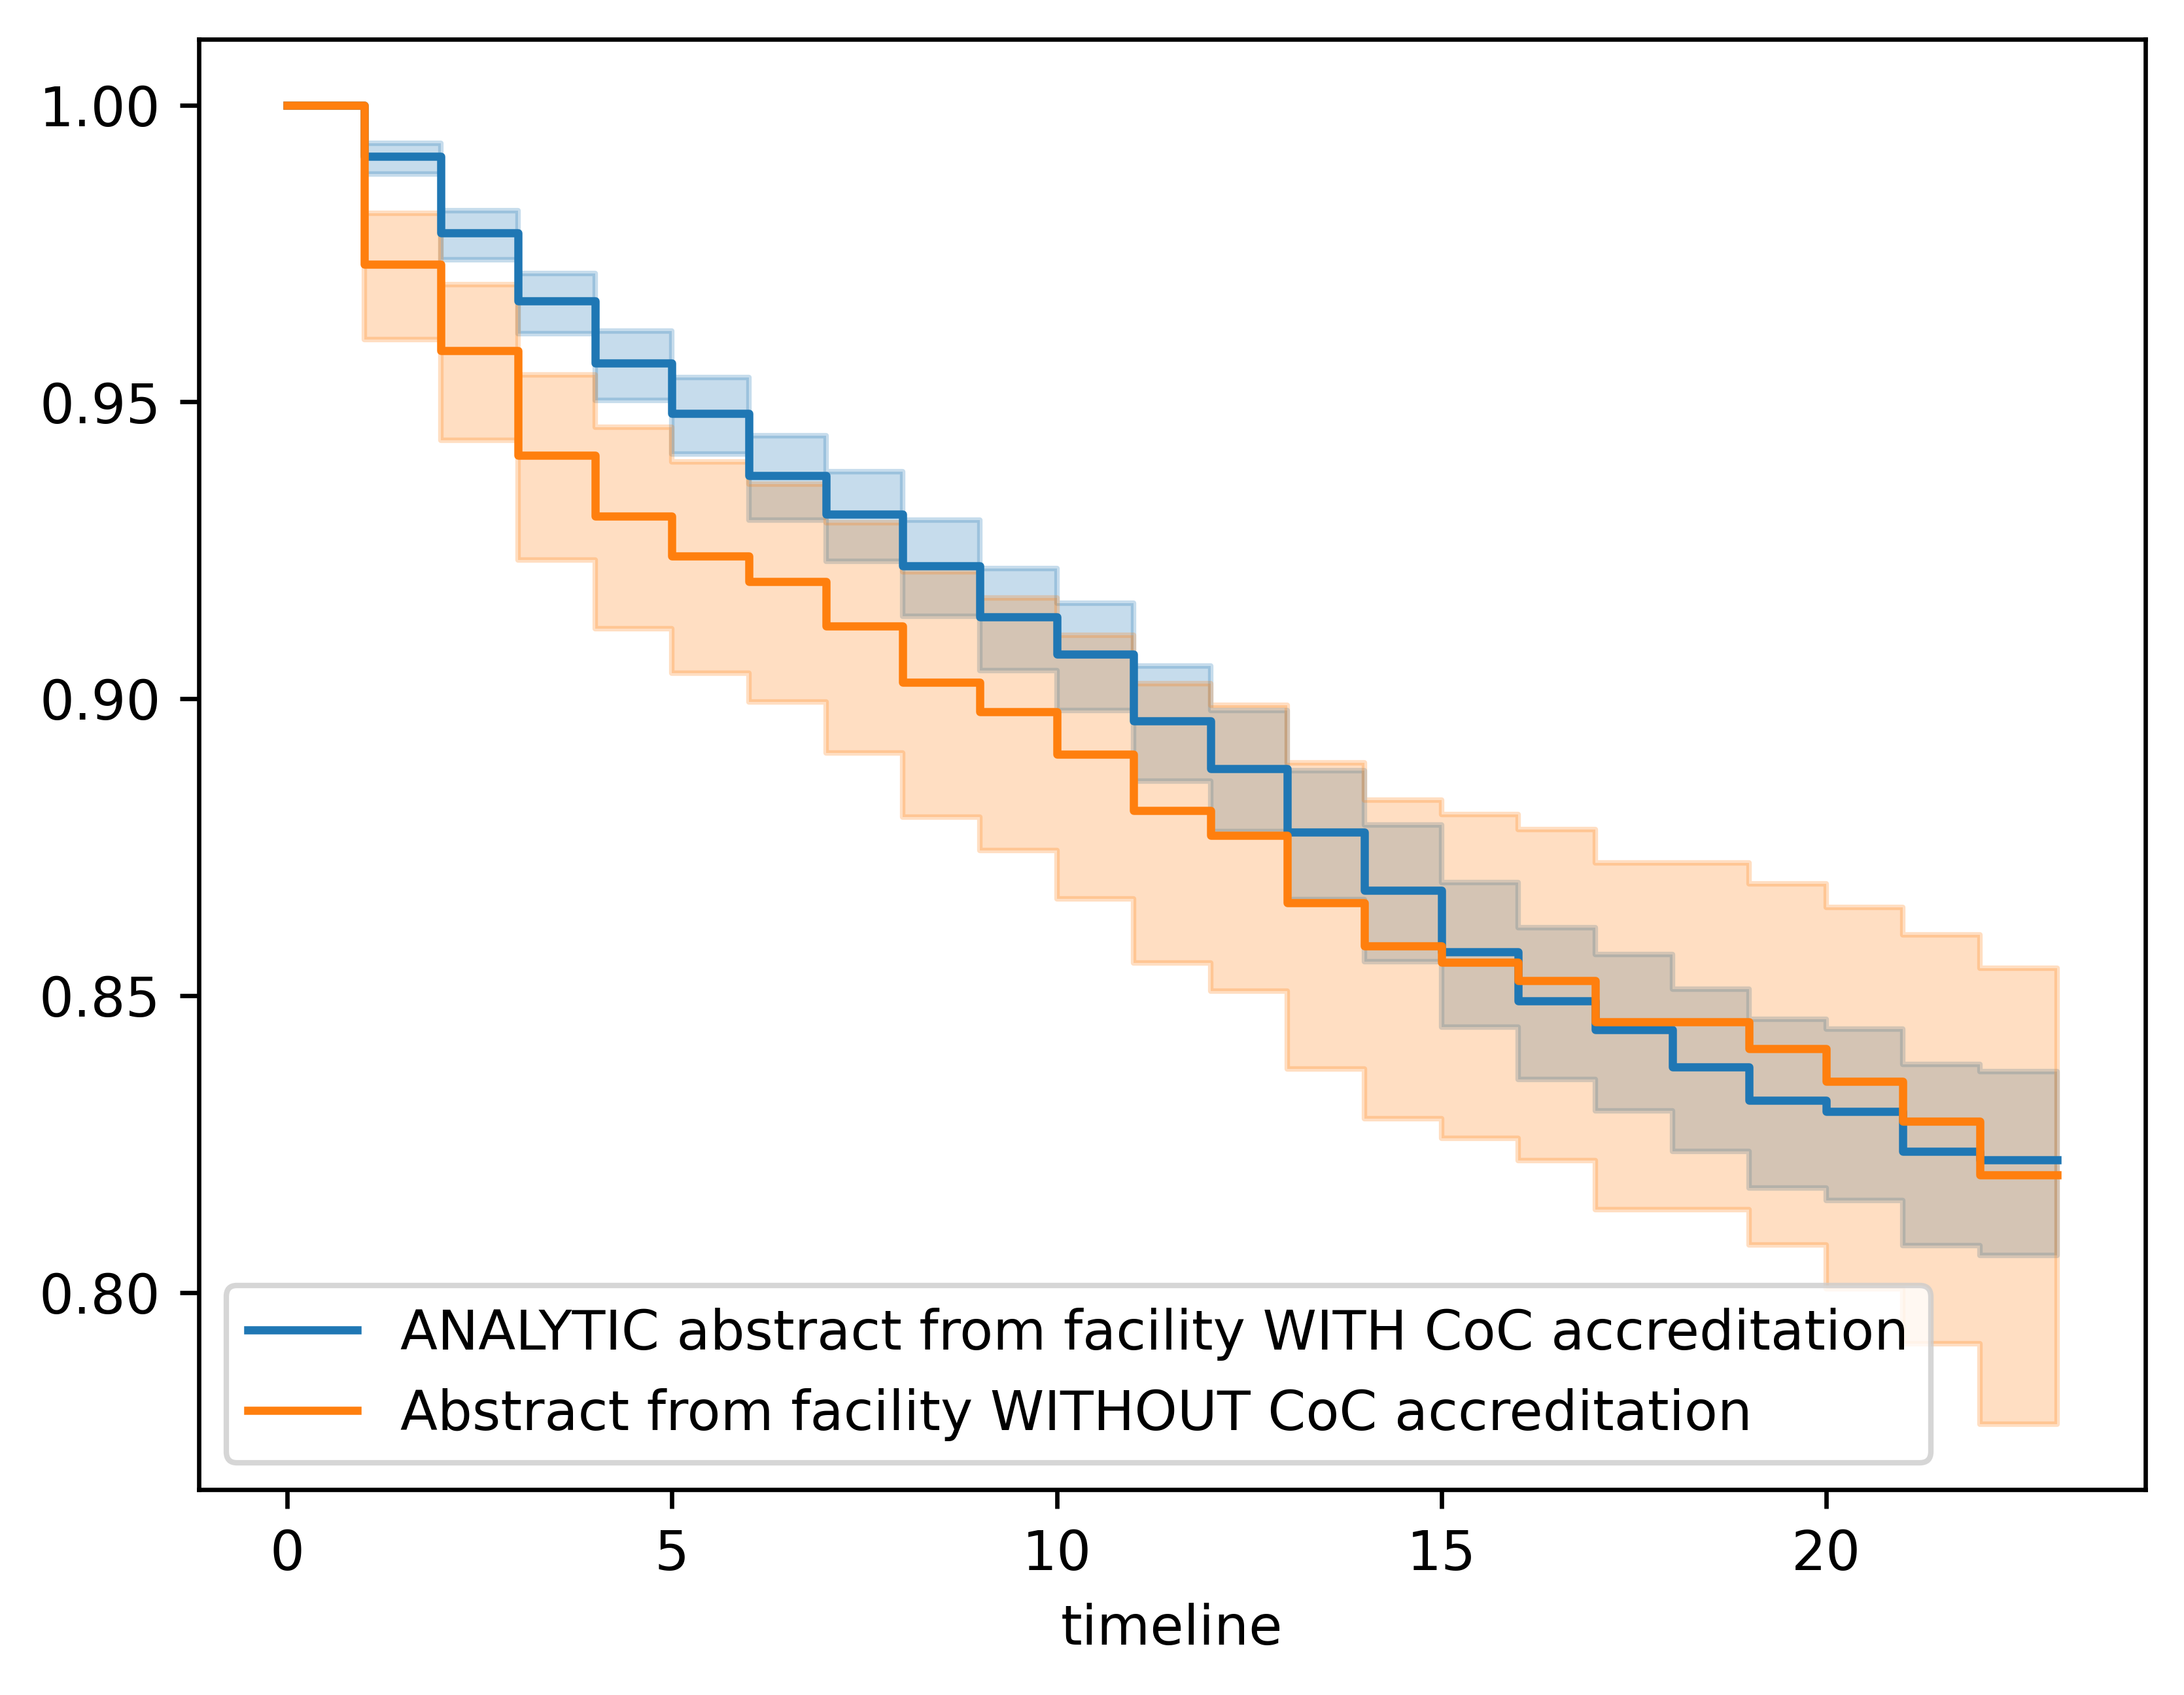 1.00
0.95
0.90
0.85
0.80
ANALYTIC abstract from facility WITH CoC accreditation
Abstract from facility WITHOUT CoC accreditation
0 5 10 15 20
timeline